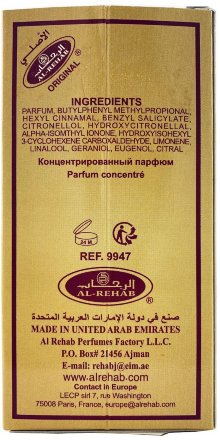 الأصلي
الرحاب
AL-REHAB
ORIGINAL
INGREDIENTS
PARFUM, BUTYLPHENYL METHYLPROPIONAL,
HEXYL CINNAMAL, BENZYL SALICYLATE,
CITRONELLOL, HYDROXYCITRONELLAL,
ALPHA-ISOMTHYL IONONE, HYDROXYISOHEXYL
3-CYCLOHEXENE CARBOXALDEHYDE, LIMONENE,
LINALOOL, GERANIOL, EUGENOL, CITRAL
Концентрированный парфюм
Parfum concentré
24 M
REF. 9947
الرحاب
AL-REHAB
صنع في دولة الإمارات العربية المتحدة
MADE IN UNITED ARAB EMIRATES
Al Rehab Perfumes Factory L.L.C.
P.O. Box# 21456 Ajman
E-mail: rehabj@eim.ae
www.alrehab.com
Contact in Europe
LECP sirl 7, rue Washington
75008 Paris, France, europe@alrehab.com